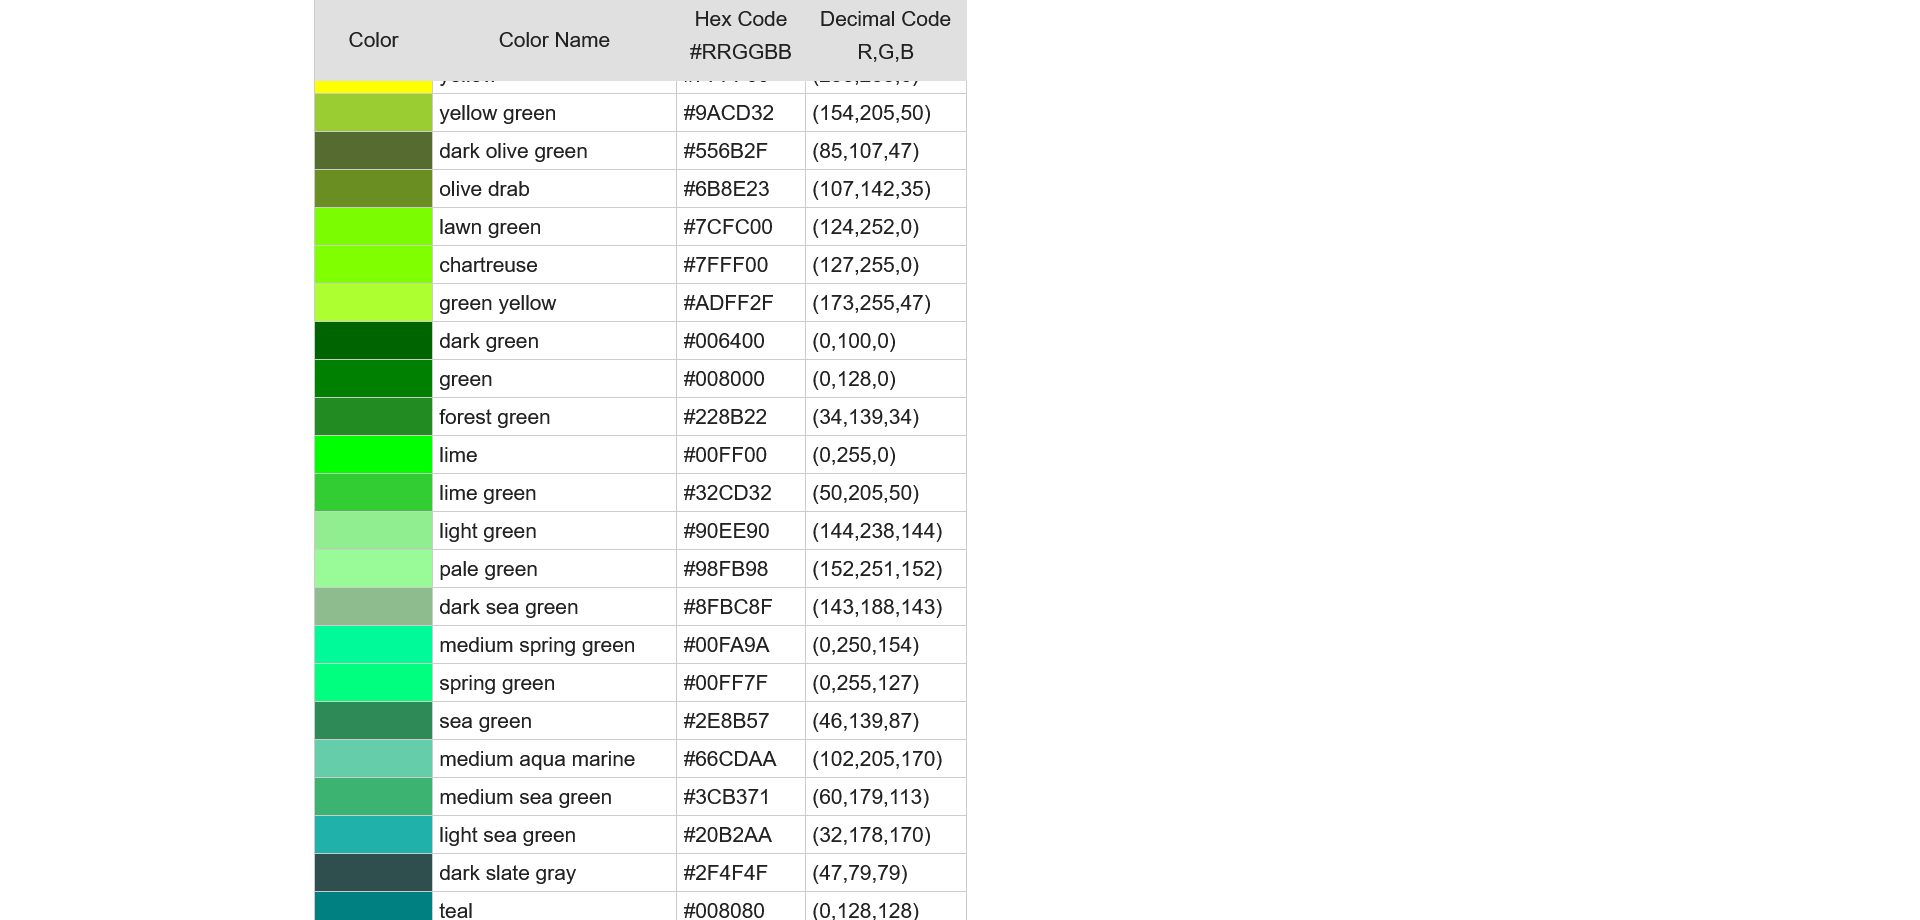 Color Color Name Hex Code #RRGGBB Decimal Code R,G,B
yellow green #9ACD32 (154,205,50)
dark olive green #556B2F (85,107,47)
olive drab #6B8E23 (107,142,35)
lawn green #7CFC00 (124,252,0)
chartreuse #7FFF00 (127,255,0)
green yellow #ADFF2F (173,255,47)
dark green #006400 (0,100,0)
green #008000 (0,128,0)
forest green #228B22 (34,139,34)
lime #00FF00 (0,255,0)
lime green #32CD32 (50,205,50)
light green #90EE90 (144,238,144)
pale green #98FB98 (152,251,152)
dark sea green #8FBC8F (143,188,143)
medium spring green #00FA9A (0,250,154)
spring green #00FF7F (0,255,127)
sea green #2E8B57 (46,139,87)
medium aqua marine #66CDAA (102,205,170)
medium sea green #3CB371 (60,179,113)
light sea green #20B2AA (32,178,170)
dark slate gray #2F4F4F (47,79,79)
teal #008080 (0,128,128)